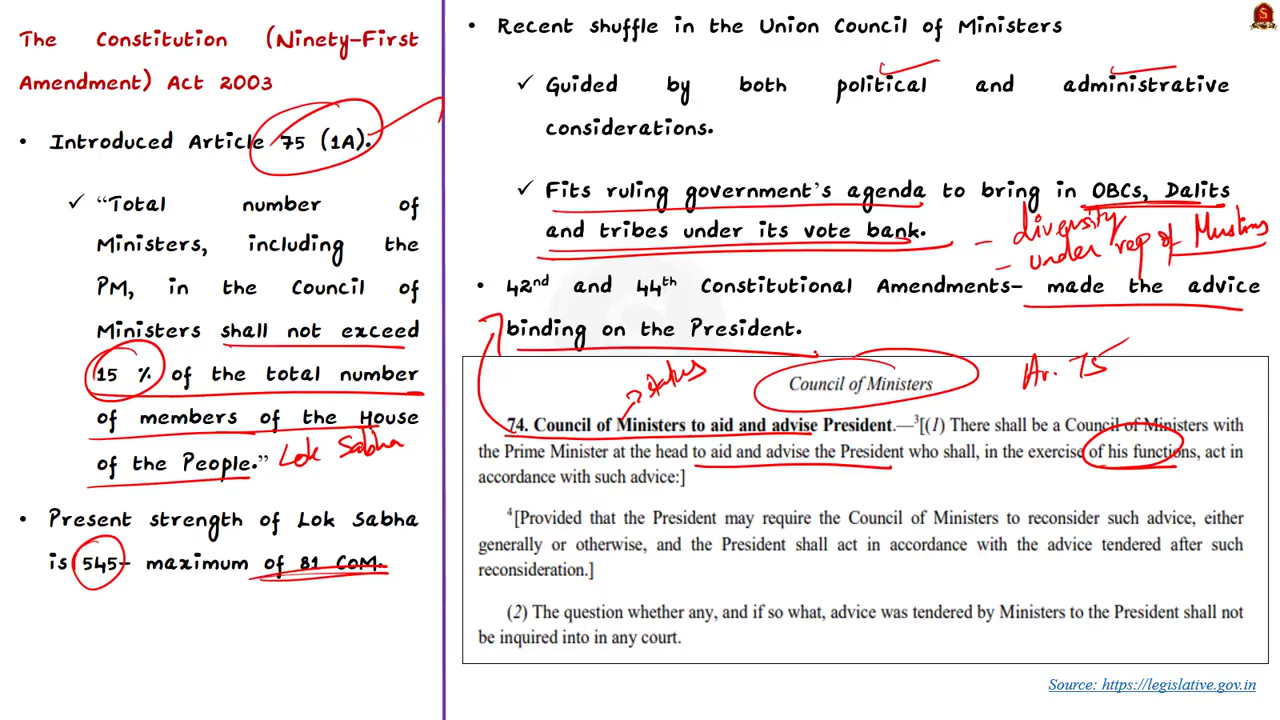 The Constitution (Ninety-First
Amendment) Act 2003
• Introduced Article 75 (1A).
✓ “Total number of
Ministers, including the
PM, in the Council of
Ministers shall not exceed
15 % of the total number
of members of the House
of the People.” Lok Sabha
• Present strength of Lok Sabha
is 545- maximum of 81 COM.
• Recent shuffle in the Union Council of Ministers
✓ Guided by both political and administrative
considerations.
✓ Fits ruling government's agenda to bring in OBCs, Dalits
and tribes under its vote bank.
- diversity
- under rep of Muslims
• 42nd and 44th Constitutional Amendments- made the advice
binding on the President.
Ar. 75
status
Council of Ministers
74. Council of Ministers to aid and advise President.—3[(1) There shall be a Council of Ministers with
the Prime Minister at the head to aid and advise the President who shall, in the exercise of his functions, act in
accordance with such advice:]
4[Provided that the President may require the Council of Ministers to reconsider such advice, either
generally or otherwise, and the President shall act in accordance with the advice tendered after such
reconsideration.]
(2) The question whether any, and if so what, advice was tendered by Ministers to the President shall not
be inquired into in any court.
Source: https://legislative.gov.in